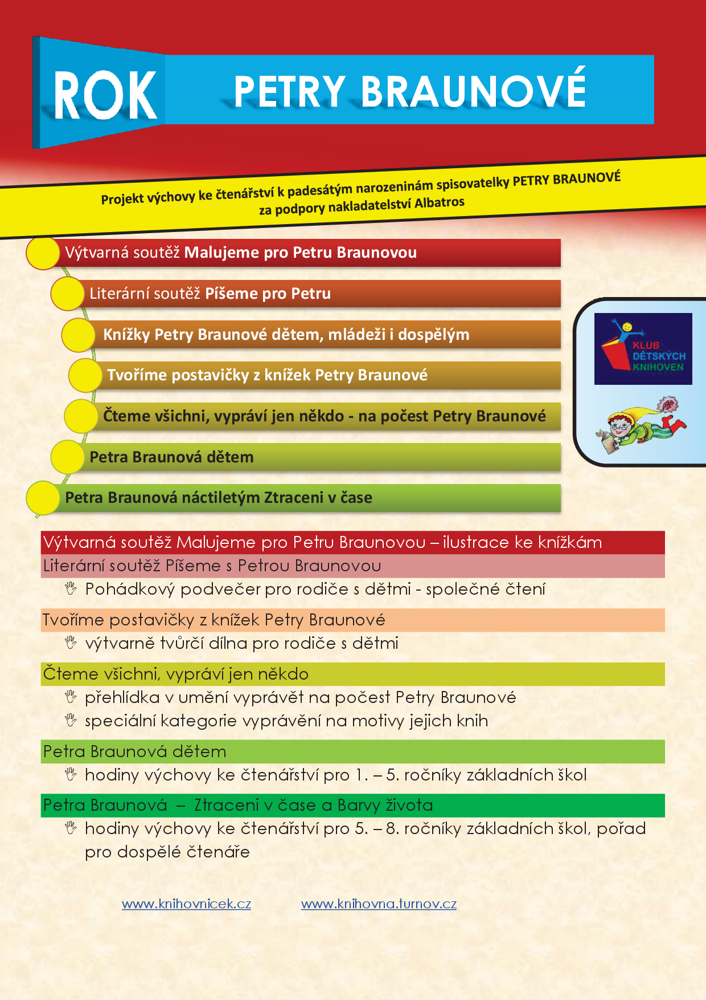 ROK
PETRY BRAUNOVÉ
Projekt výchovy ke čtenářství k padesátým narozeninám spisovatelky PETRY BRAUNOVÉ
za podpory nakladatelství Albatros
Výtvarná soutěž Malujeme pro Petru Braunovou
Literární soutěž Píšeme pro Petru
Knížky Petry Braunové dětem, mládeži i dospělým
Tvoříme postavičky z knížek Petry Braunové
Čteme všichni, vypráví jen někdo - na počest Petry Braunové
Petra Braunová dětem
Petra Braunová náctiletým Ztraceni v čase
KLUB
DĚTSKÝCH
KNIHOVEN
Výtvarná soutěž Malujeme pro Petru Braunovou – ilustrace ke knížkám
Literární soutěž Píšeme s Petrou Braunovou
Pohádkový podvečer pro rodiče s dětmi - společné čtení
Tvoříme postavičky z knížek Petry Braunové
výtvarně tvůrčí dílna pro rodiče s dětmi
Čteme všichni, vypráví jen někdo
přehlídka v umění vyprávět na počest Petry Braunové
speciální kategorie vyprávění na motivy jejich knih
Petra Braunová dětem
hodiny výchovy ke čtenářství pro 1. – 5. ročníky základních škol
Petra Braunová – Ztraceni v čase a Barvy života
hodiny výchovy ke čtenářství pro 5. – 8. ročníky základních škol, pořad
pro dospělé čtenáře
www.knihovnicek.cz www.knihovna.turnov.cz